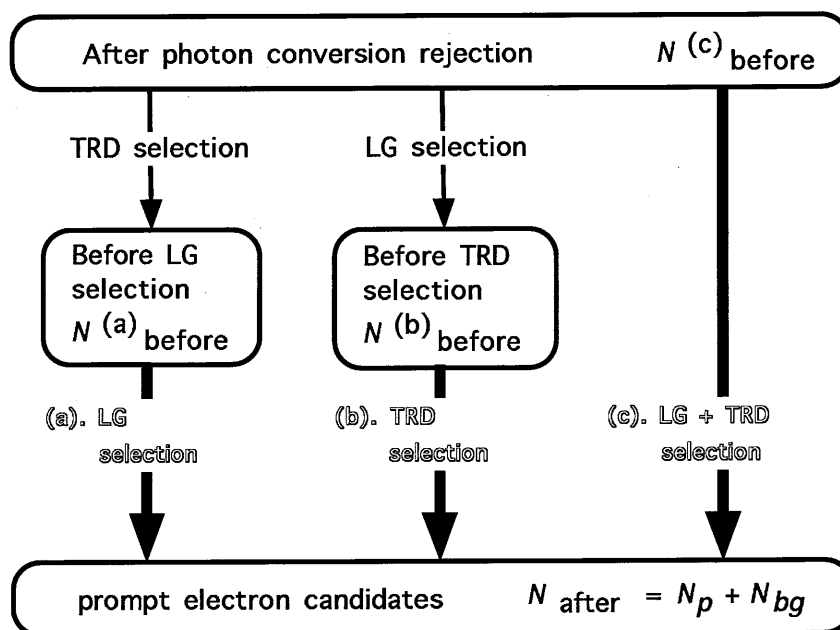 After photon conversion rejection N (c) before
TRD selection
LG selection
Before LG
selection
N (a) before
Before TRD
selection
N (b) before
(a). LG
selection
(b). TRD
selection
(c). LG + TRD
selection
prompt electron candidates N after = Np + Nbg